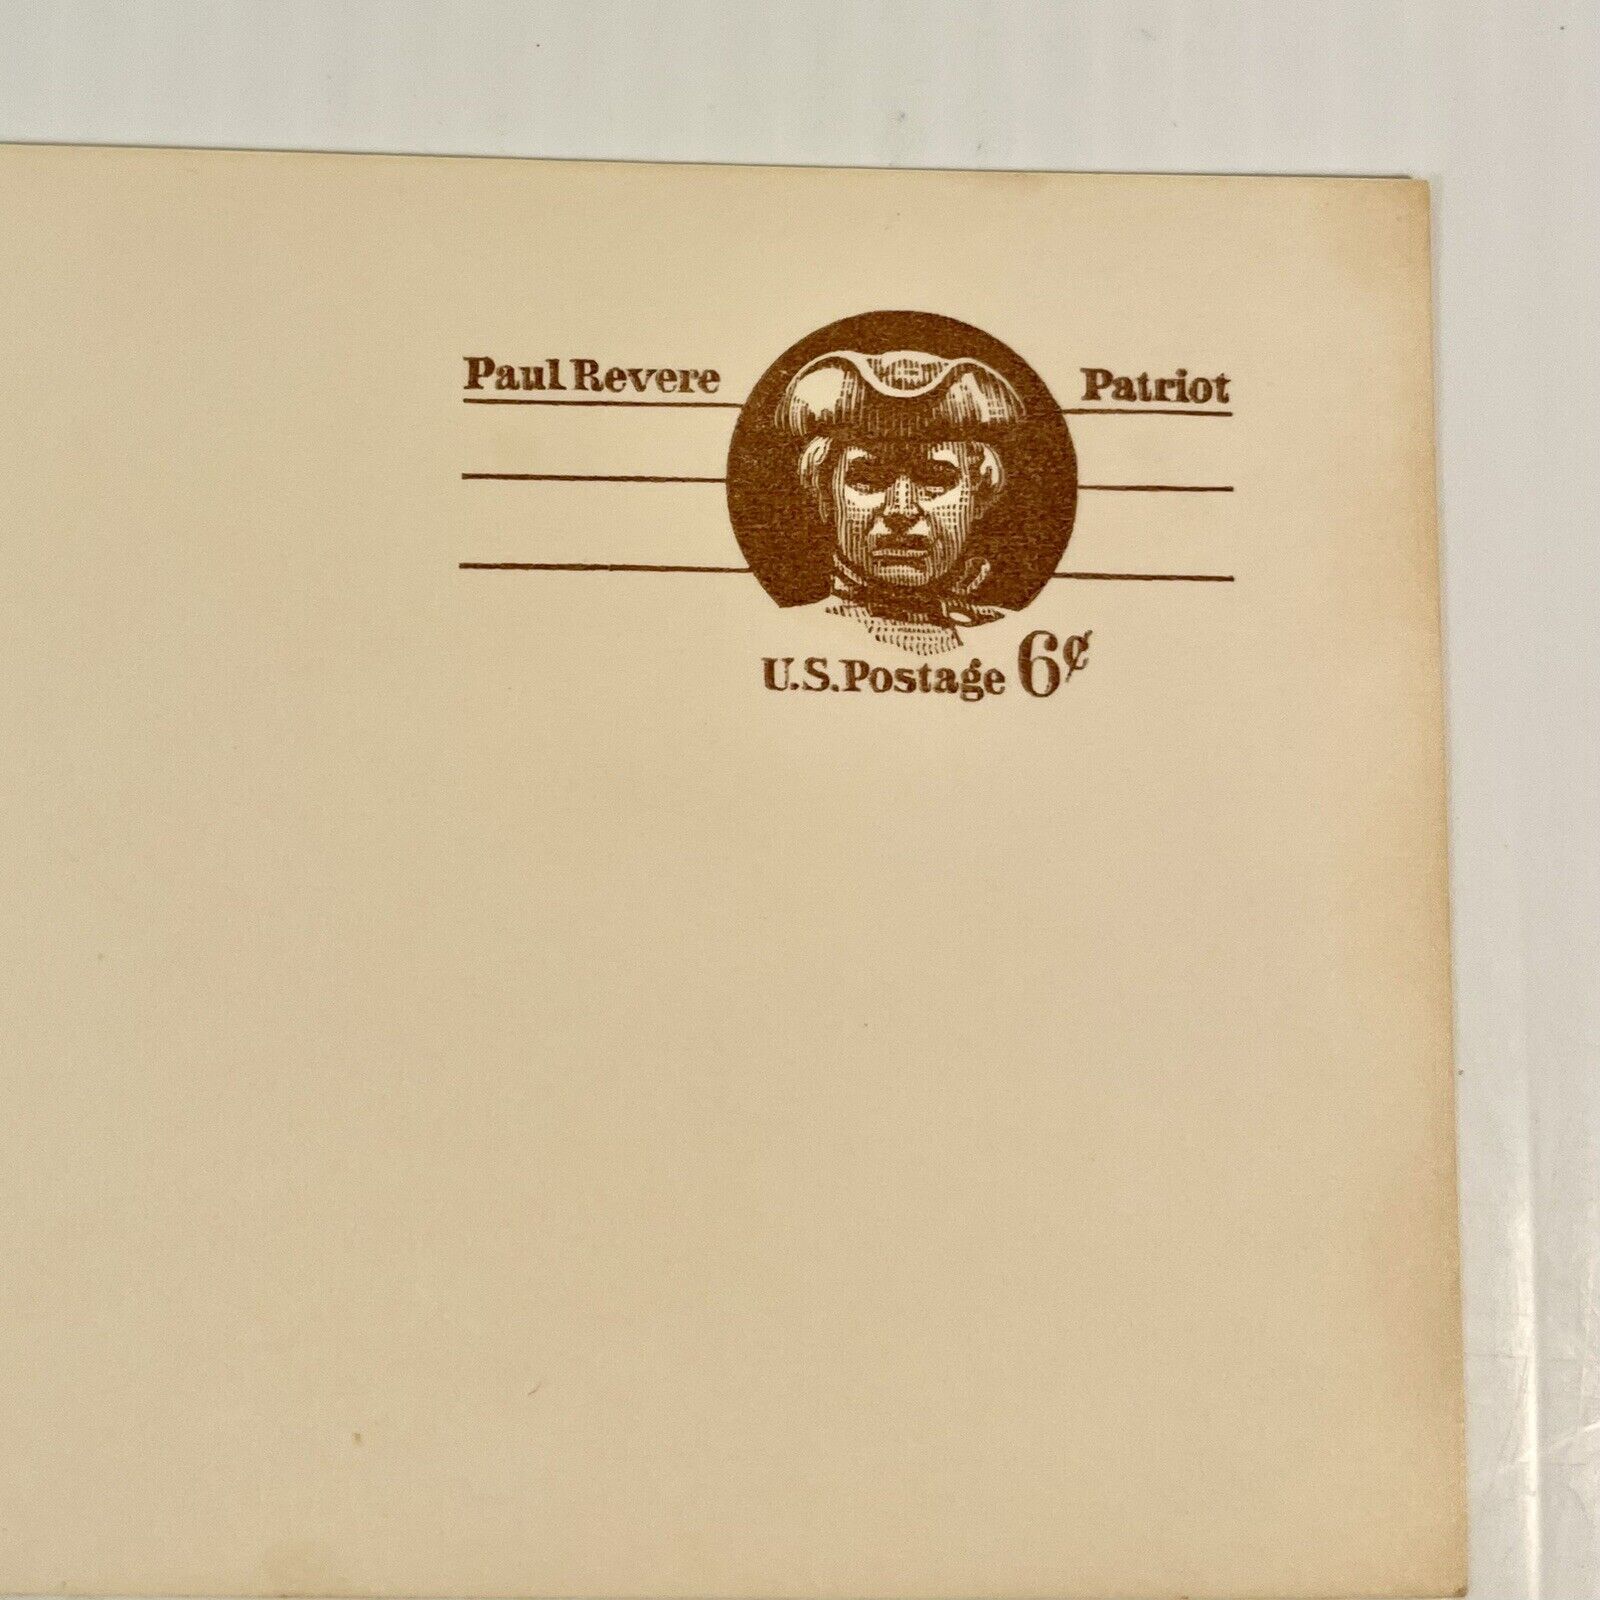 Paul Revere Patriot
U.S. Postage 6¢